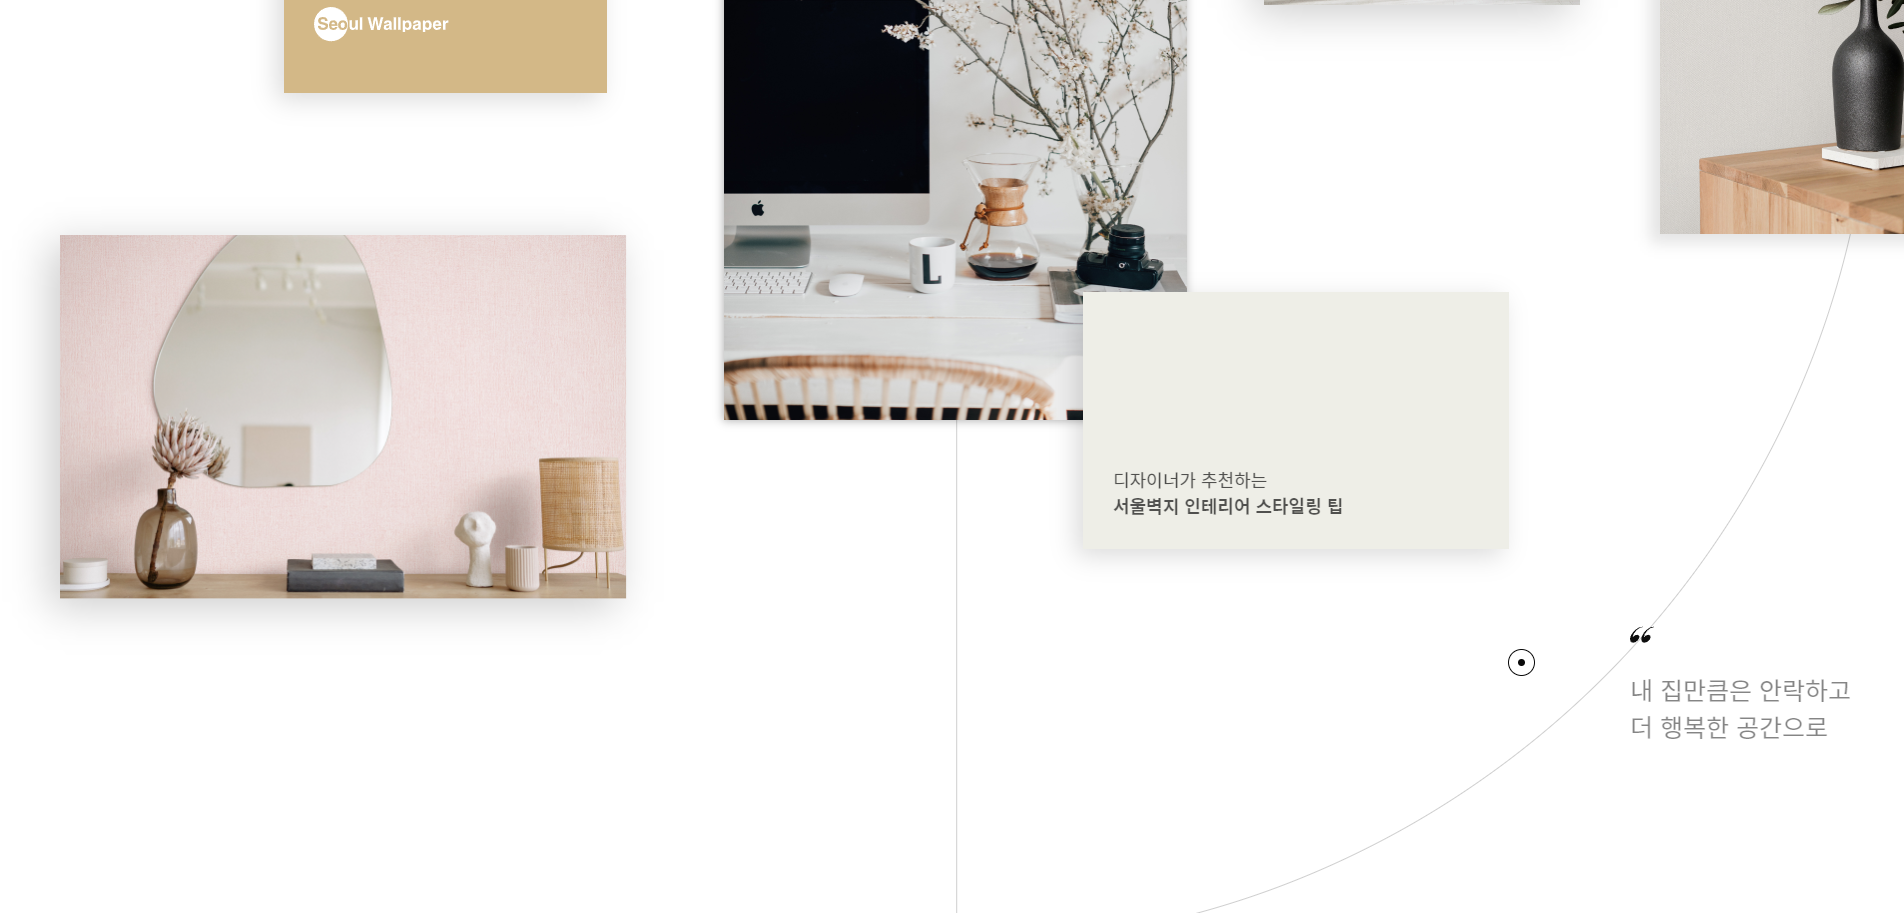 Seoul Wallpaper
L
디자이너가 추천하는
서울벽지 인테리어 스타일링 팁
“
내 집만큼은 안락하고
더 행복한 공간으로